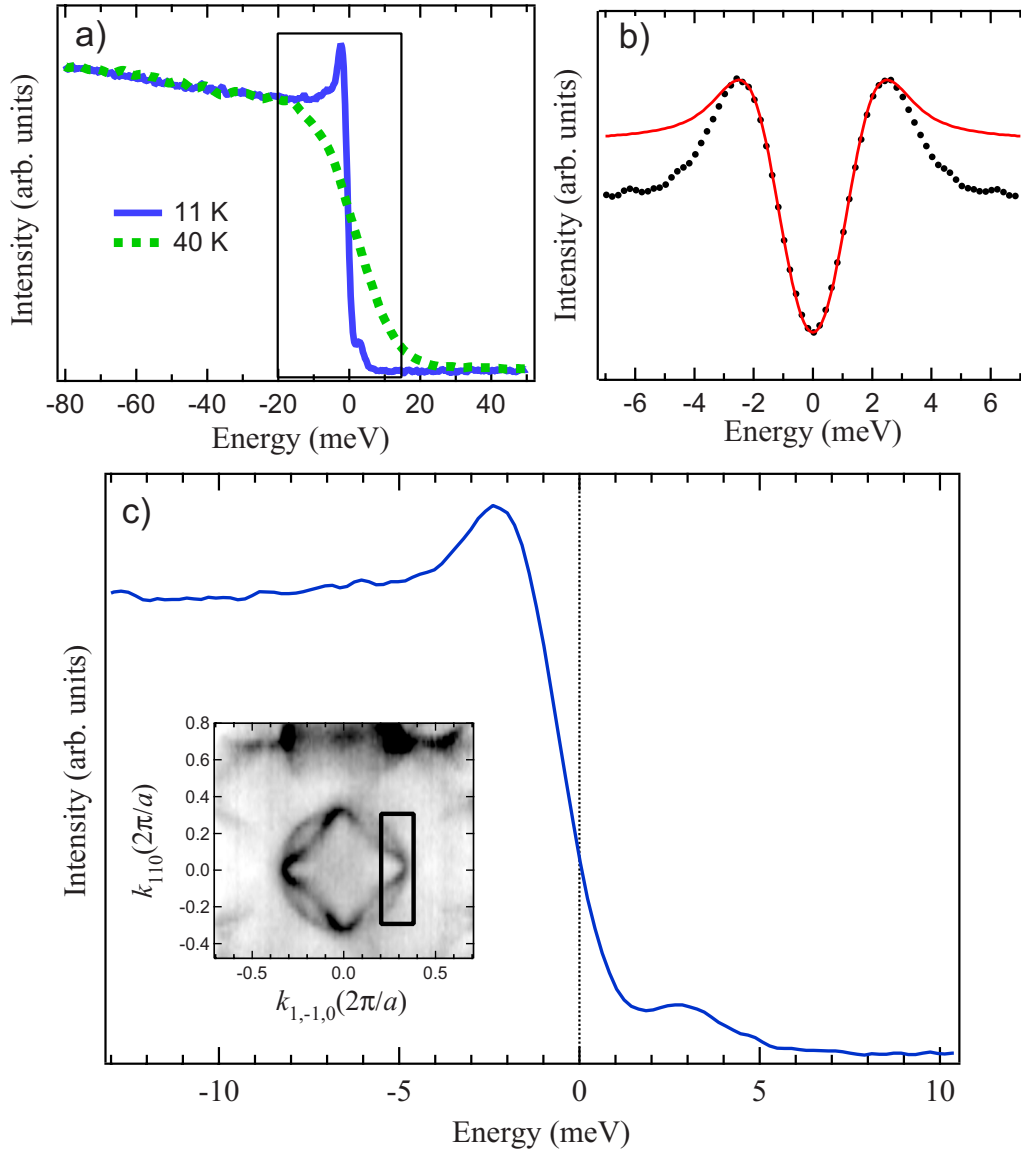 a)
Intensity (arb. units)
11 K
40 K
-80 -60 -40 -20 0 20 40
Energy (meV)
b)
Intensity (arb. units)
-6 -4 -2 0 2 4 6
Energy (meV)
c)
Intensity (arb. units)
0.8
0.6
0.4
0.2
0.0
-0.2
-0.4
k110(2π/a)
-0.5 0.0 0.5
k1,-1,0(2π/a)
-10 -5 0 5 10
Energy (meV)